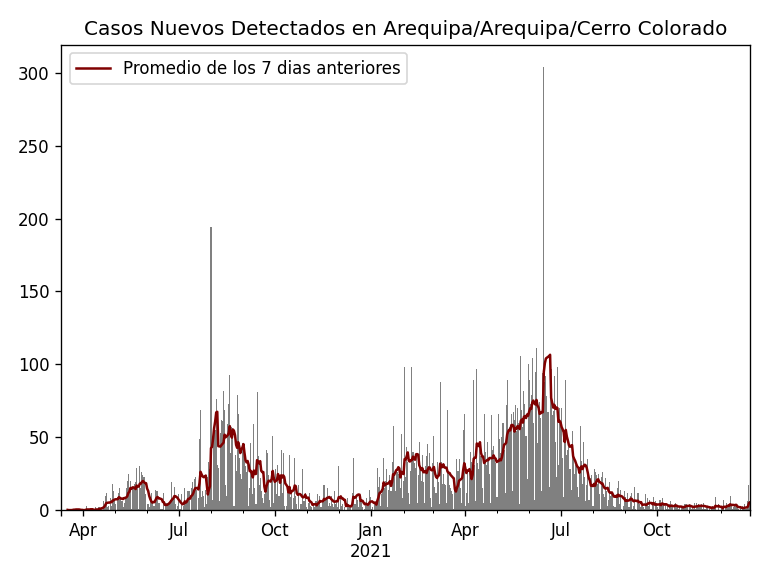 Casos Nuevos Detectados en Arequipa/Arequipa/Cerro Colorado
Promedio de los 7 dias anteriores
300
250
200
150
100
50
0
Apr Jul Oct Jan Apr Jul Oct
2021